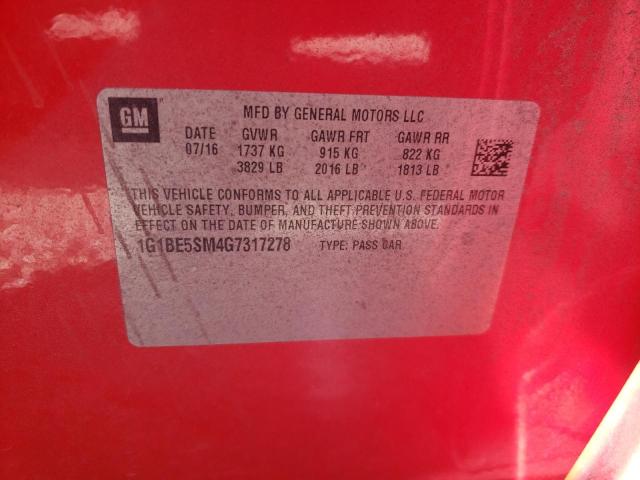 GM
MFD BY GENERAL MOTORS LLC
DATE GVWR GAWR FRT GAWR RR
07/16 1737 KG 915 KG 822 KG
3829 LB 2016 LB 1813 LB
THIS VEHICLE CONFORMS TO ALL APPLICABLE U.S. FEDERAL MOTOR
VEHICLE SAFETY, BUMPER, AND THEFT PREVENTION STANDARDS IN
EFFECT ON THE DATE OF MANUFACTURE SHOWN ABOVE.
1G1BE5SM4G7317278 TYPE: PASS CAR